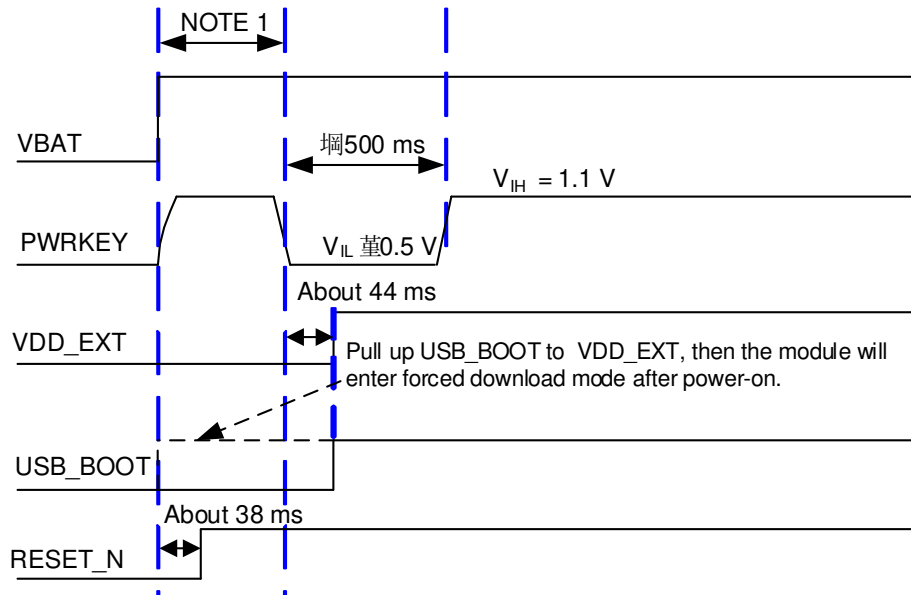 NOTE 1
VBAT
堈500 ms
VIH = 1.1 V
PWRKEY
VIL 堇0.5 V
About 44 ms
VDD_EXT
Pull up USB_BOOT to VDD_EXT, then the module will
enter forced download mode after power-on.
USB_BOOT
About 38 ms
RESET_N